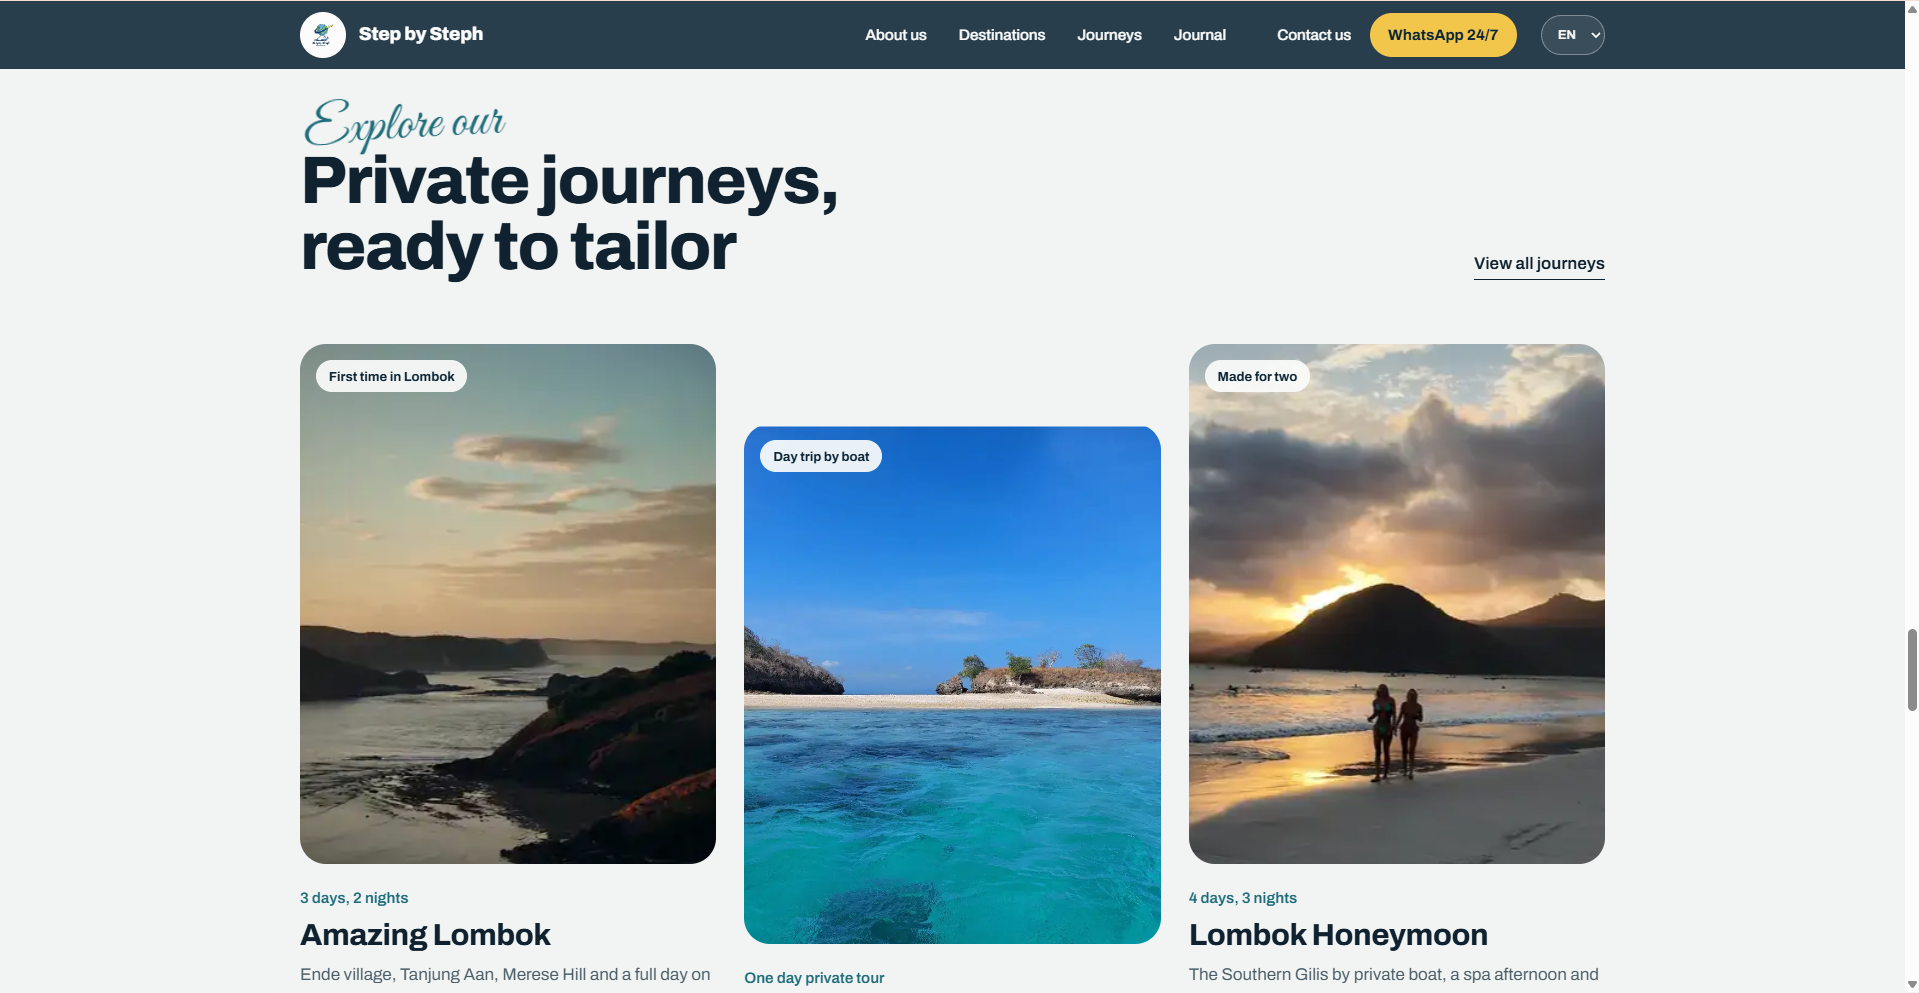 Step by Steph
About us
Destinations
Journeys
Journal
Contact us
WhatsApp 24/7
EN
Explore our
Private journeys,
ready to tailor
View all journeys
First time in Lombok
Day trip by boat
Made for two
3 days, 2 nights
Amazing Lombok
Ende village, Tanjung Aan, Merese Hill and a full day on
One day private tour
4 days, 3 nights
Lombok Honeymoon
The Southern Gilis by private boat, a spa afternoon and